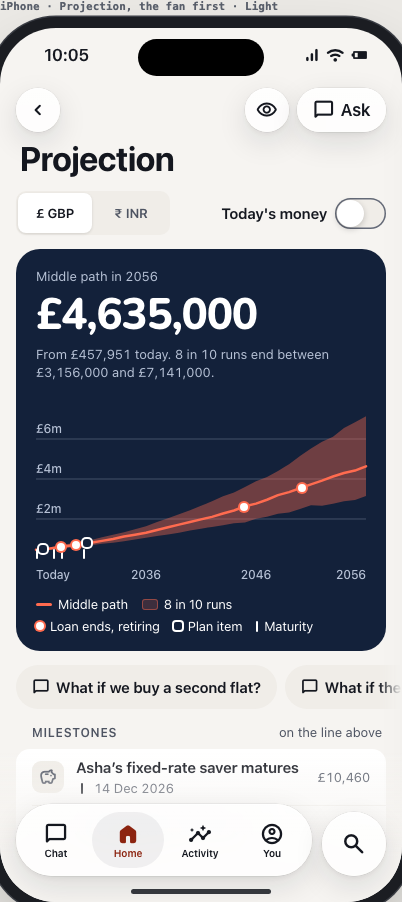 iPhone · Projection, the fan first · Light
10:05
Ask
Projection
£ GBP
₹ INR
Today's money
Middle path in 2056
£4,635,000
From £457,951 today. 8 in 10 runs end between
£3,156,000 and £7,141,000.
£6m
£4m
£2m
Today 2036 2046 2056
Middle path
8 in 10 runs
Loan ends, retiring
Plan item
Maturity
What if we buy a second flat?
What if the
MILESTONES
on the line above
Asha's fixed-rate saver matures
£10,460
14 Dec 2026
Chat
Home
Activity
You